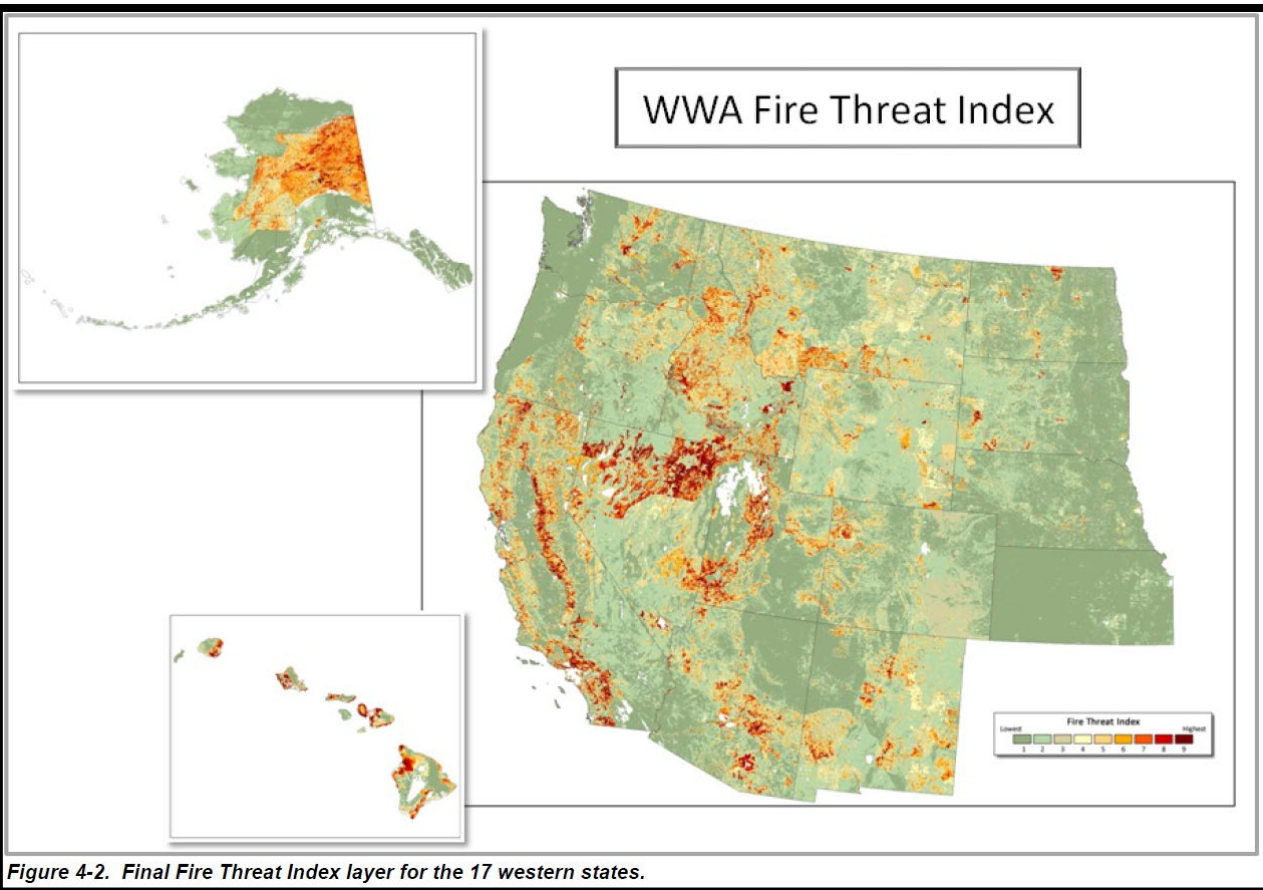 WWA Fire Threat Index
Fire Threat Index
Lowest Highest
1 2 3 4 5 6 7 8 9
Figure 4-2. Final Fire Threat Index layer for the 17 western states.